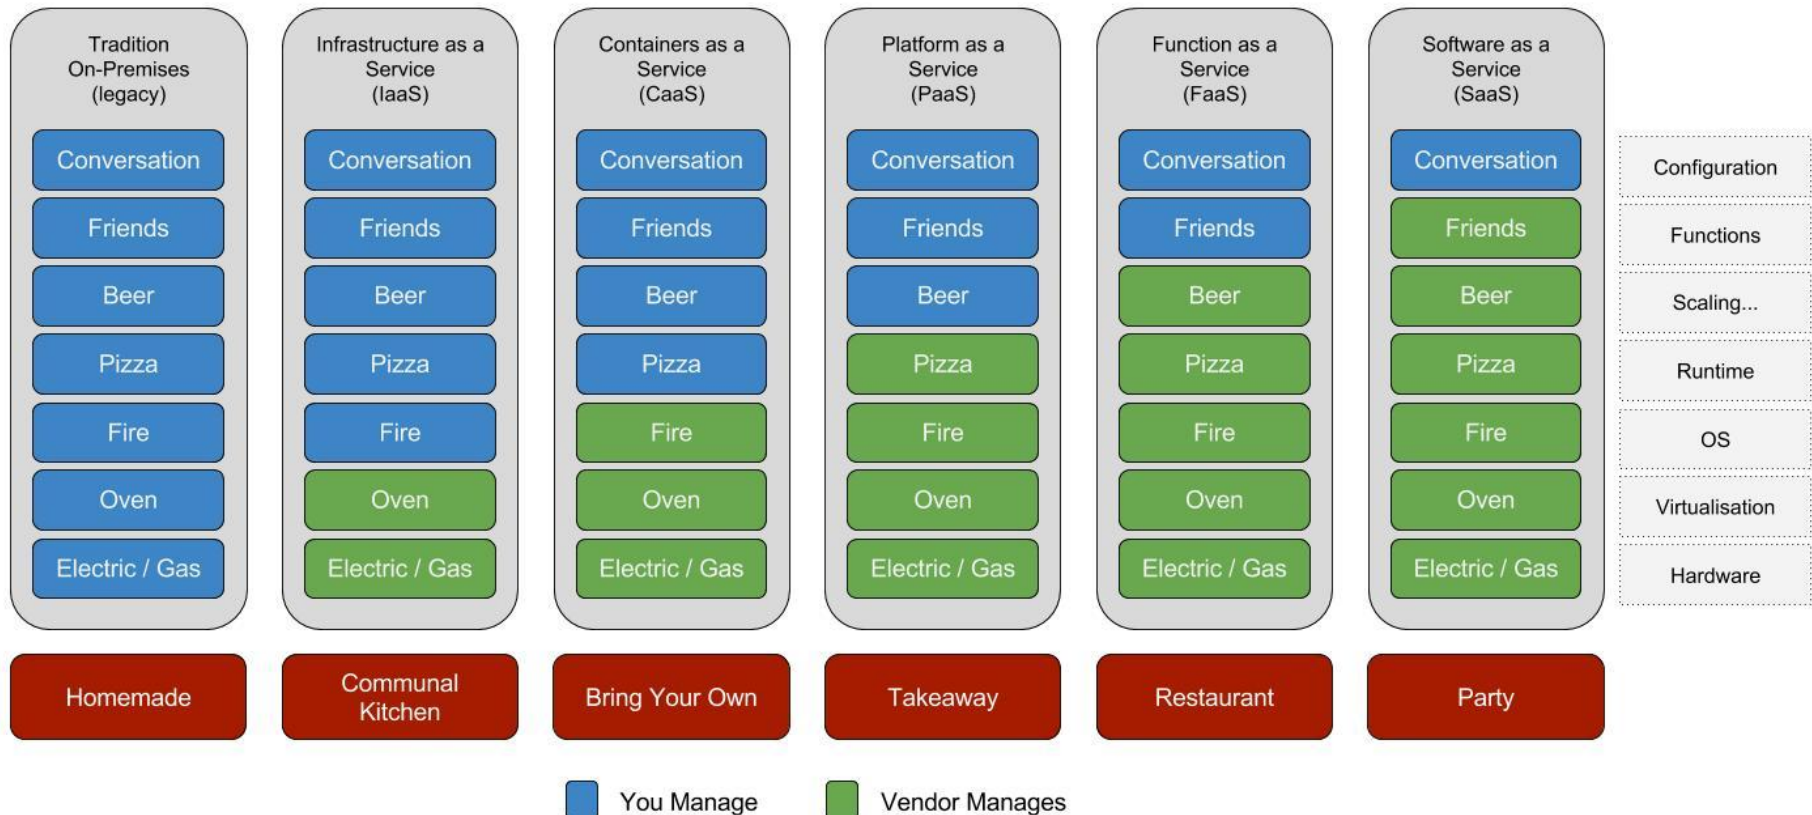 Tradition
On-Premises
(legacy)
Conversation
Friends
Beer
Pizza
Fire
Oven
Electric / Gas
Homemade
Infrastructure as a
Service
(IaaS)
Conversation
Friends
Beer
Pizza
Fire
Oven
Electric / Gas
Communal
Kitchen
Containers as a
Service
(CaaS)
Conversation
Friends
Beer
Pizza
Fire
Oven
Electric / Gas
Bring Your Own
Platform as a
Service
(PaaS)
Conversation
Friends
Beer
Pizza
Fire
Oven
Electric / Gas
Takeaway
Function as a
Service
(FaaS)
Conversation
Friends
Beer
Pizza
Fire
Oven
Electric / Gas
Restaurant
Software as a
Service
(SaaS)
Conversation
Friends
Beer
Pizza
Fire
Oven
Electric / Gas
Party
Configuration
Functions
Scaling...
Runtime
OS
Virtualisation
Hardware
You Manage
Vendor Manages